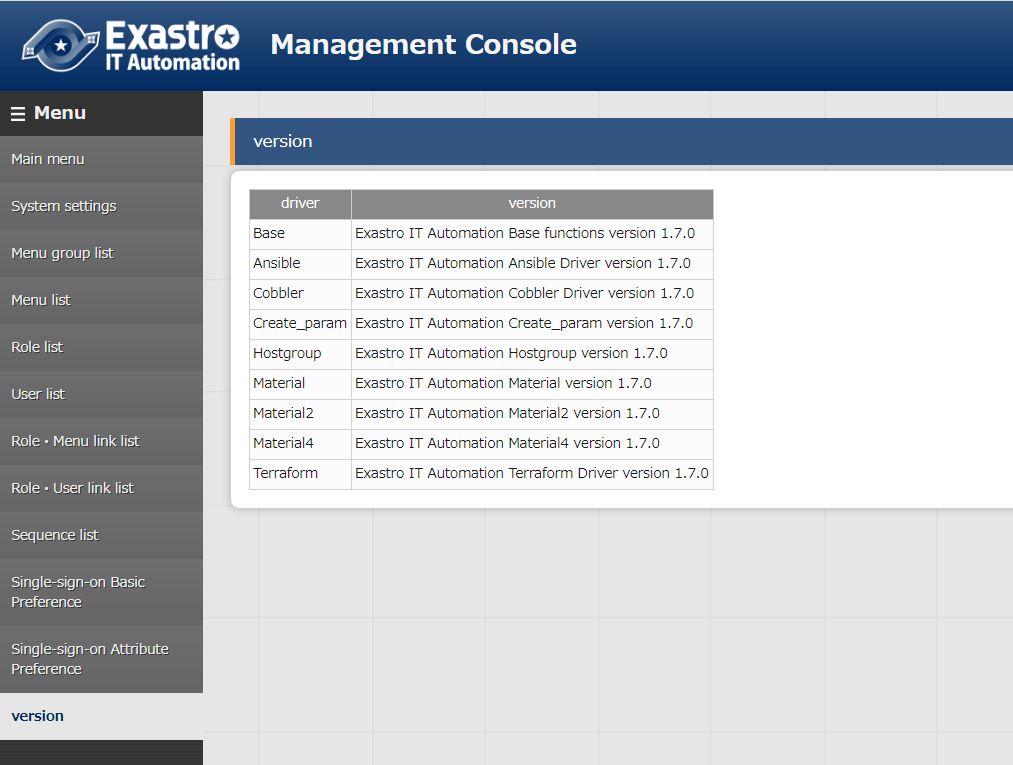 Exastro
IT Automation
Management Console
Menu
Main menu
System settings
Menu group list
Menu list
Role list
User list
Role・Menu link list
Role・User link list
Sequence list
Single-sign-on Basic
Preference
Single-sign-on Attribute
Preference
version
version
driver version
Base Exastro IT Automation Base functions version 1.7.0
Ansible Exastro IT Automation Ansible Driver version 1.7.0
Cobbler Exastro IT Automation Cobbler Driver version 1.7.0
Create_param Exastro IT Automation Create_param version 1.7.0
Hostgroup Exastro IT Automation Hostgroup version 1.7.0
Material Exastro IT Automation Material version 1.7.0
Material2 Exastro IT Automation Material2 version 1.7.0
Material4 Exastro IT Automation Material4 version 1.7.0
Terraform Exastro IT Automation Terraform Driver version 1.7.0